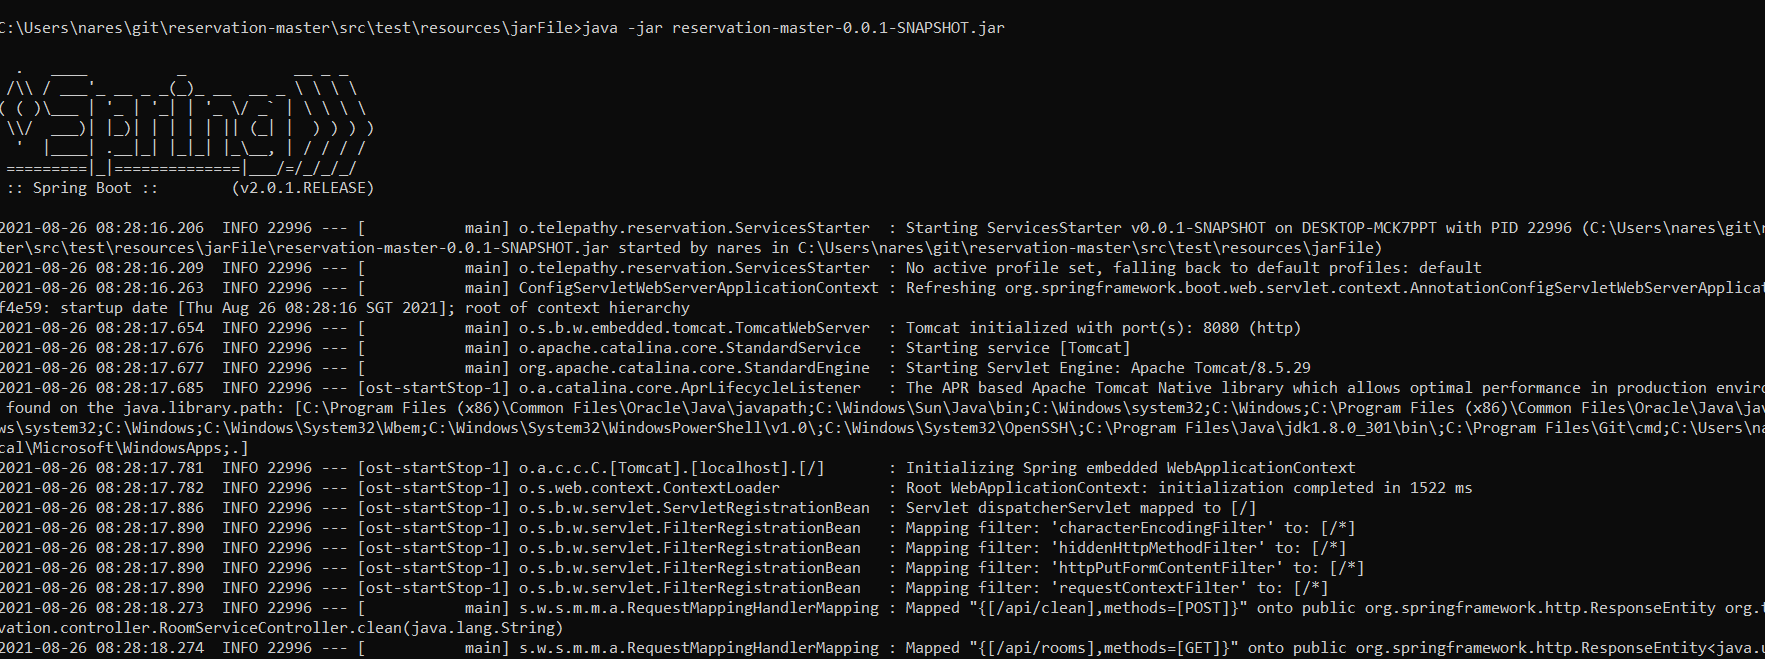 C:\Users\nares\git\reservation-master\src\test\resources\jarFile>java -jar reservation-master-0.0.1-SNAPSHOT.jar
  .   ____          _            __ _ _
 /\\ / ___'_ __ _ _(_)_ __  __ _ \ \ \ \
( ( )\___ | '_ | '_| | '_ \/ _` | \ \ \ \
 \\/  ___)| |_)| | | | | || (_| |  ) ) ) )
  '  |____| .__|_| |_|_| |_\__, | / / / /
 =========|_|==============|___/=/_/_/_/
 :: Spring Boot ::        (v2.0.1.RELEASE)
2021-08-26 08:28:16.206  INFO 22996 --- [           main] o.telepathy.reservation.ServicesStarter  : Starting ServicesStarter v0.0.1-SNAPSHOT on DESKTOP-MCK7PPT with PID 22996 (C:\Users\nares\git\r
ter\src\test\resources\jarFile\reservation-master-0.0.1-SNAPSHOT.jar started by nares in C:\Users\nares\git\reservation-master\src\test\resources\jarFile)
2021-08-26 08:28:16.209  INFO 22996 --- [           main] o.telepathy.reservation.ServicesStarter  : No active profile set, falling back to default profiles: default
2021-08-26 08:28:16.263  INFO 22996 --- [           main] ConfigServletWebServerApplicationContext : Refreshing org.springframework.boot.web.servlet.context.AnnotationConfigServletWebServerApplicat
f4e59: startup date [Thu Aug 26 08:28:16 SGT 2021]; root of context hierarchy
2021-08-26 08:28:17.654  INFO 22996 --- [           main] o.s.b.w.embedded.tomcat.TomcatWebServer  : Tomcat initialized with port(s): 8080 (http)
2021-08-26 08:28:17.676  INFO 22996 --- [           main] o.apache.catalina.core.StandardService   : Starting service [Tomcat]
2021-08-26 08:28:17.677  INFO 22996 --- [           main] org.apache.catalina.core.StandardEngine  : Starting Servlet Engine: Apache Tomcat/8.5.29
2021-08-26 08:28:17.685  INFO 22996 --- [ost-startStop-1] o.a.catalina.core.AprLifecycleListener   : The APR based Apache Tomcat Native library which allows optimal performance in production enviro
 found on the java.library.path: [C:\Program Files (x86)\Common Files\Oracle\Java\javapath;C:\Windows\Sun\Java\bin;C:\Windows\system32;C:\Windows;C:\Program Files (x86)\Common Files\Oracle\Java\jav
ws\system32;C:\Windows;C:\Windows\System32\Wbem;C:\Windows\System32\WindowsPowerShell\v1.0\;C:\Windows\System32\OpenSSH\;C:\Program Files\Java\jdk1.8.0_301\bin\;C:\Program Files\Git\cmd;C:\Users\na
cal\Microsoft\WindowsApps;.]
2021-08-26 08:28:17.781  INFO 22996 --- [ost-startStop-1] o.a.c.c.C.[Tomcat].[localhost].[/]       : Initializing Spring embedded WebApplicationContext
2021-08-26 08:28:17.782  INFO 22996 --- [ost-startStop-1] o.s.web.context.ContextLoader            : Root WebApplicationContext: initialization completed in 1522 ms
2021-08-26 08:28:17.886  INFO 22996 --- [ost-startStop-1] o.s.b.w.servlet.ServletRegistrationBean  : Servlet dispatcherServlet mapped to [/]
2021-08-26 08:28:17.890  INFO 22996 --- [ost-startStop-1] o.s.b.w.servlet.FilterRegistrationBean   : Mapping filter: 'characterEncodingFilter' to: [/*]
2021-08-26 08:28:17.890  INFO 22996 --- [ost-startStop-1] o.s.b.w.servlet.FilterRegistrationBean   : Mapping filter: 'hiddenHttpMethodFilter' to: [/*]
2021-08-26 08:28:17.890  INFO 22996 --- [ost-startStop-1] o.s.b.w.servlet.FilterRegistrationBean   : Mapping filter: 'httpPutFormContentFilter' to: [/*]
2021-08-26 08:28:17.890  INFO 22996 --- [ost-startStop-1] o.s.b.w.servlet.FilterRegistrationBean   : Mapping filter: 'requestContextFilter' to: [/*]
2021-08-26 08:28:18.273  INFO 22996 --- [           main] s.w.s.m.m.a.RequestMappingHandlerMapping : Mapped "{[/api/clean],methods=[POST]}" onto public org.springframework.http.ResponseEntity org.t
vation.controller.RoomServiceController.clean(java.lang.String)
2021-08-26 08:28:18.274  INFO 22996 --- [           main] s.w.s.m.m.a.RequestMappingHandlerMapping : Mapped "{[/api/rooms],methods=[GET]}" onto public org.springframework.http.ResponseEntity<java.u